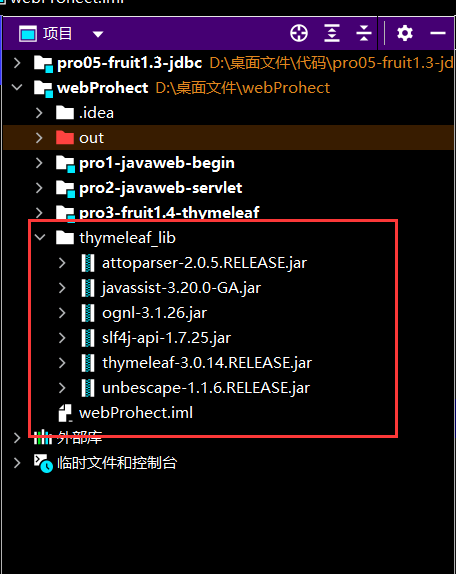 webProhect.iml
项目
pro05-fruit1.3-jdbc D:\桌面文件\代码\pro05-fruit1.3-jd
webProhect D:\桌面文件\webProhect
.idea
out
pro1-javaweb-begin
pro2-javaweb-servlet
pro3-fruit1.4-thymeleaf
thymeleaf_lib
attoparser-2.0.5.RELEASE.jar
javassist-3.20.0-GA.jar
ognl-3.1.26.jar
slf4j-api-1.7.25.jar
thymeleaf-3.0.14.RELEASE.jar
unbescape-1.1.6.RELEASE.jar
webProhect.iml
外部库
临时文件和控制台